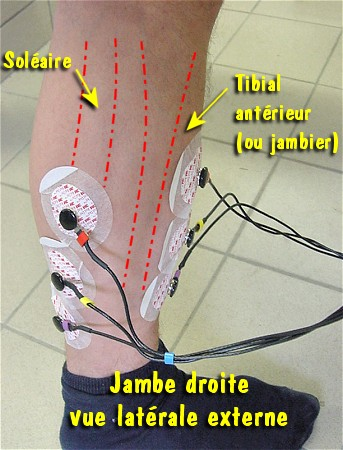 Soléaire
Tibial
antérieur
(ou jambier)
Jambe droite
vue latérale externe